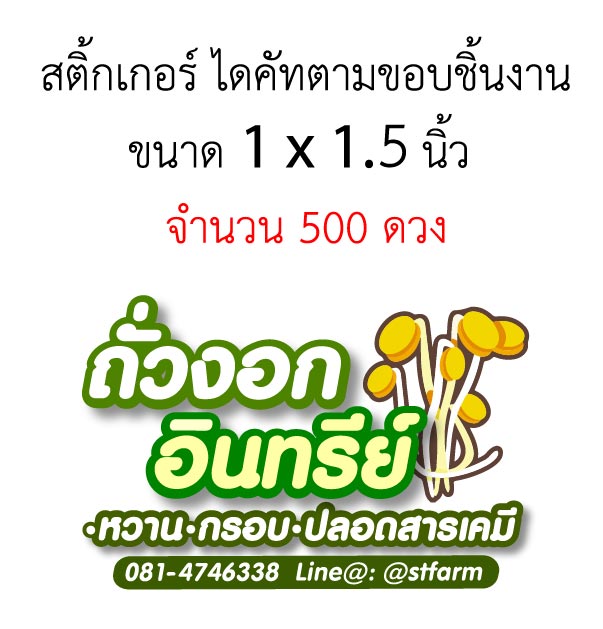 สติ้กเกอร์ ไดคัทตามขอบชิ้นงาน
ขนาด 1 x 1.5 นิ้ว
จำนวน 500 ดวง
ถั่วงอก
อินทรีย์
·หวาน·กรอบ·ปลอดสารเคมี
081-4746338 Line@: @stfarm